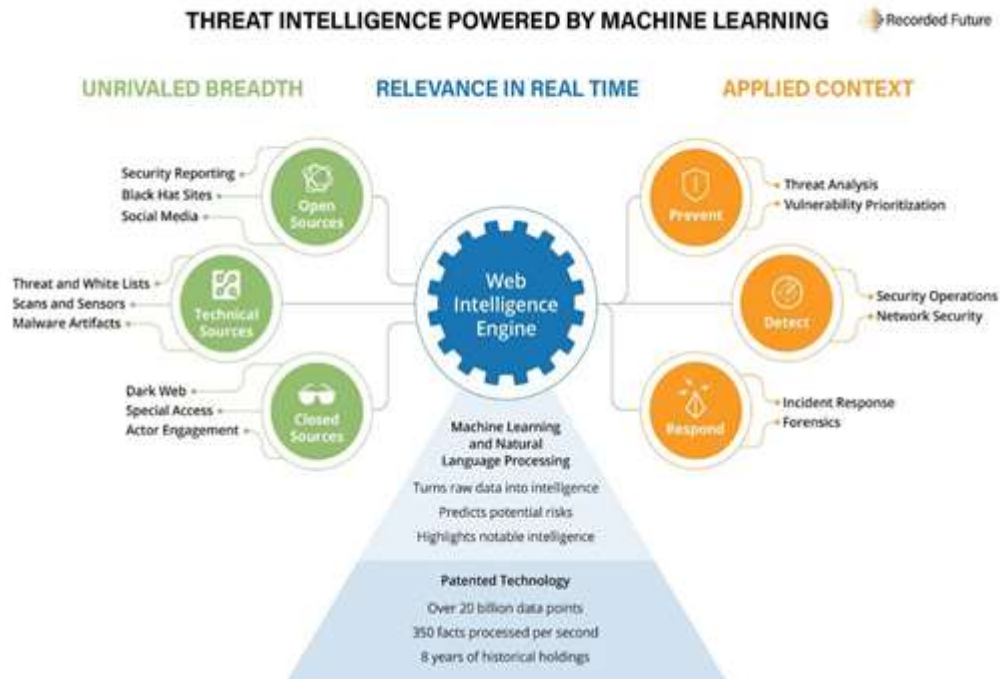 THREAT INTELLIGENCE POWERED BY MACHINE LEARNING
Recorded Future
UNRIVALED BREADTH
RELEVANCE IN REAL TIME
APPLIED CONTEXT
Security Reporting
Black Hat Sites
Social Media
Open
Sources
Threat and White Lists
Scans and Sensors
Malware Artifacts
Technical
Sources
Dark Web
Special Access
Actor Engagement
Closed
Sources
Web
Intelligence
Engine
Machine Learning
and Natural
Language Processing
Turns raw data into intelligence
Predicts potential risks
Highlights notable intelligence
Patented Technology
Over 20 billion data points
350 facts processed per second
8 years of historical holdings
Prevent
Threat Analysis
Vulnerability Prioritization
Detect
Security Operations
Network Security
Respond
Incident Response
Forensics